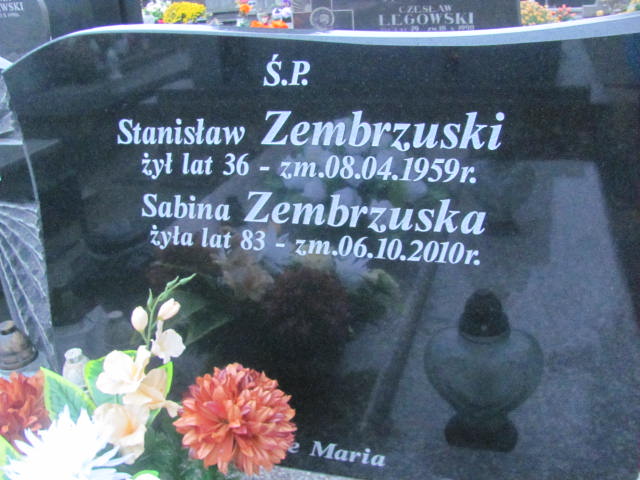 CZESŁAW
ŁĘGOWSKI
Ś.P.
Stanisław Zembrzuski
żył lat 36 - zm.08.04.1959r.
Sabina Zembrzuska
żyła lat 83 - zm.06.10.2010r.
Maria